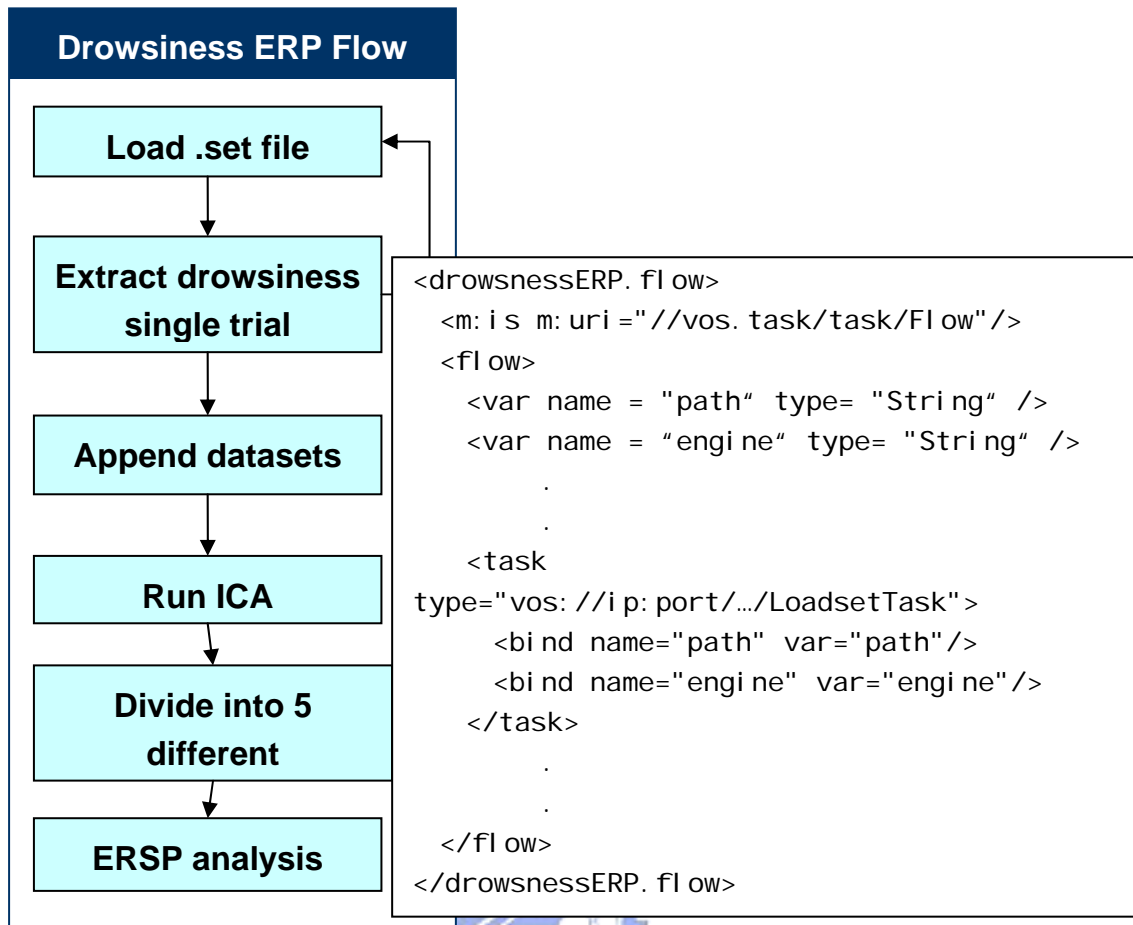 Drowsiness ERP Flow
Load .set file
Extract drowsiness
single trial
Append datasets
Run ICA
Divide into 5
different
ERSP analysis
<drowsnessERP.flow>
<m:is m:uri="//vos.task/task/Flow"/>
<flow>
<var name = "path“ type= "String“ />
<var name = “engine“ type= "String“ />
.
.
<task
type="vos://ip:port/…/LoadsetTask">
<bind name="path" var="path"/>
<bind name="engine" var="engine"/>
</task>
.
.
</flow>
</drowsnessERP.flow>